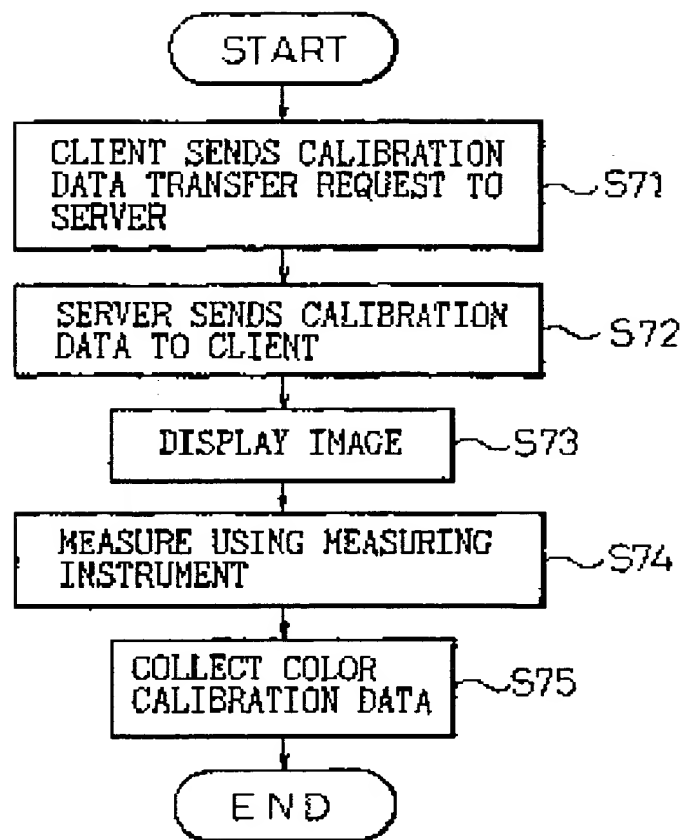 START
CLIENT SENDS CALIBRATION
DATA TRANSFER REQUEST TO
SERVER
S71
SERVER SENDS CALIBRATION
DATA TO CLIENT
S72
DISPLAY IMAGE
S73
MEASURE USING MEASURING
INSTRUMENT
S74
COLLECT COLOR
CALIBRATION DATA
S75
END